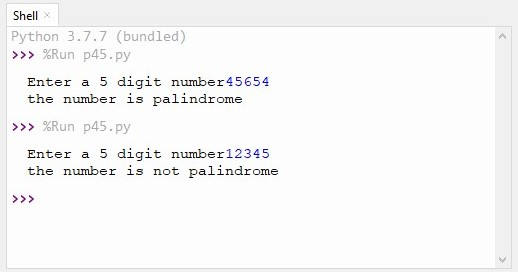 Shell ×
Python 3.7.7 (bundled)
>>> %Run p45.py
Enter a 5 digit number45654
the number is palindrome
>>> %Run p45.py
Enter a 5 digit number12345
the number is not palindrome
>>>